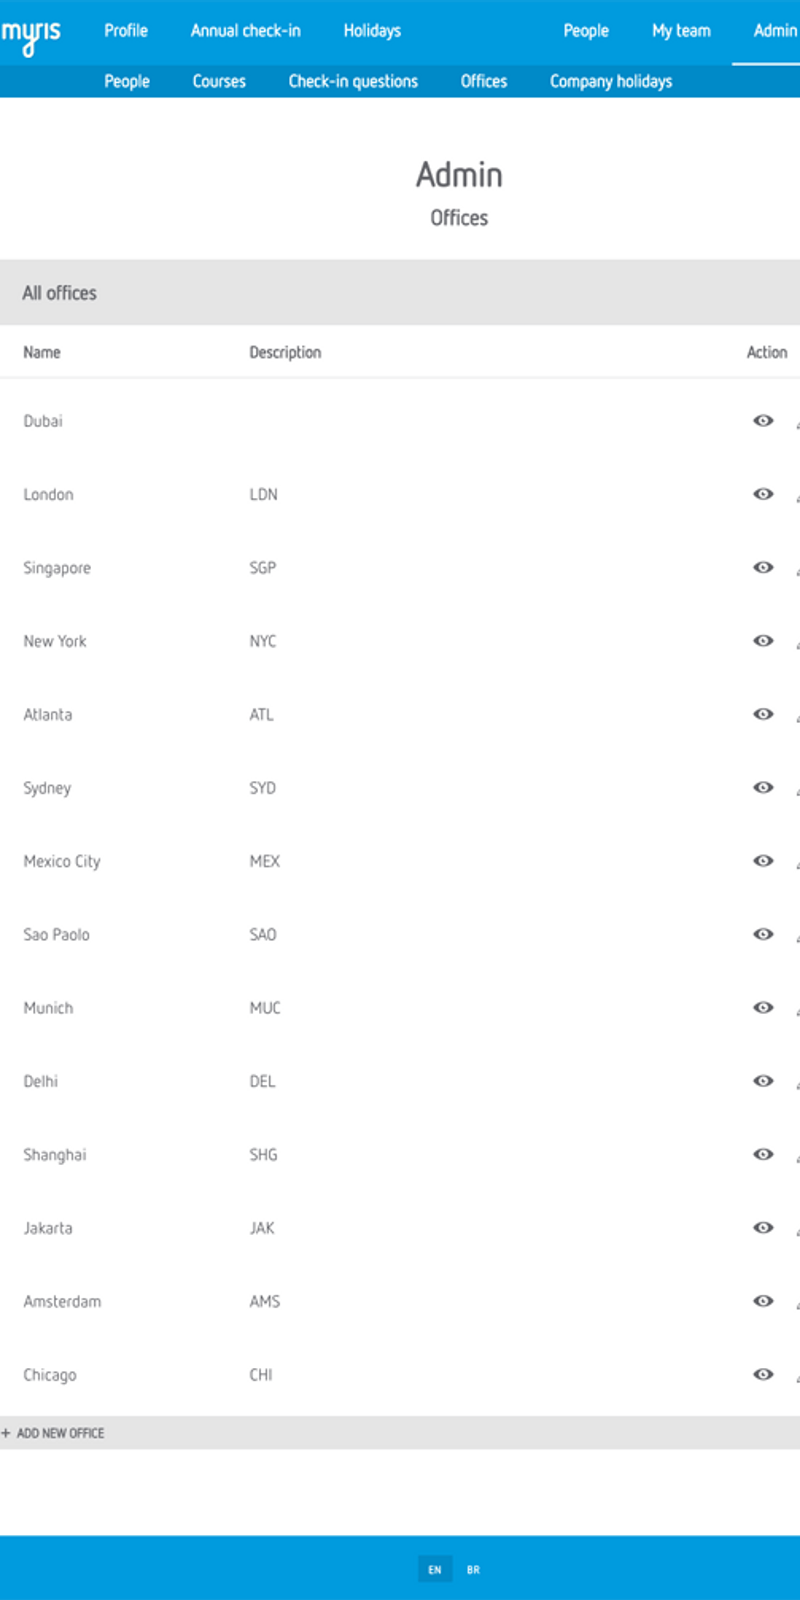 myris Profile Annual check-in Holidays People My team Admin
People Courses Check-in questions Offices Company holidays
Admin
Offices
All offices
Name Description Action
Dubai
London LDN
Singapore SGP
New York NYC
Atlanta ATL
Sydney SYD
Mexico City MEX
Sao Paolo SAO
Munich MUC
Delhi DEL
Shanghai SHG
Jakarta JAK
Amsterdam AMS
Chicago CHI
+ ADD NEW OFFICE
EN BR